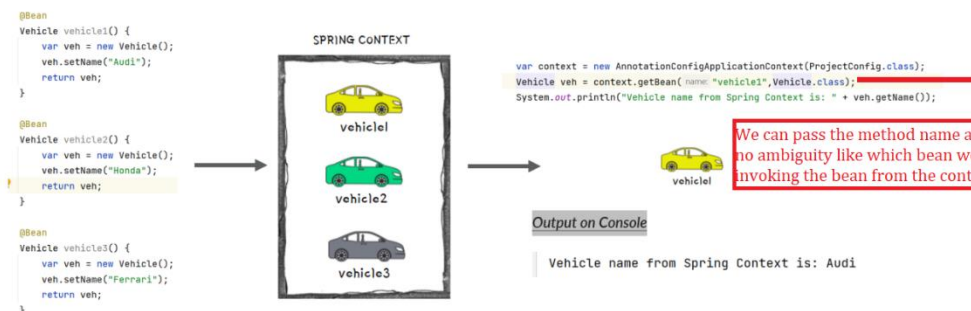 @Bean
Vehicle vehicle1() {
var veh = new Vehicle();
veh.setName("Audi");
return veh;
}
@Bean
Vehicle vehicle2() {
var veh = new Vehicle();
veh.setName("Honda");
return veh;
}
@Bean
Vehicle vehicle3() {
var veh = new Vehicle();
veh.setName("Ferrari");
return veh;
}
SPRING CONTEXT
vehicle1
vehicle2
vehicle3
var context = new AnnotationConfigApplicationContext(ProjectConfig.class);
Vehicle veh = context.getBean( name: "vehicle1",Vehicle.class);
System.out.println("Vehicle name from Spring Context is: " + veh.getName());
vehicle1
We can pass the method name a
no ambiguity like which bean w
invoking the bean from the cont
Output on Console
Vehicle name from Spring Context is: Audi